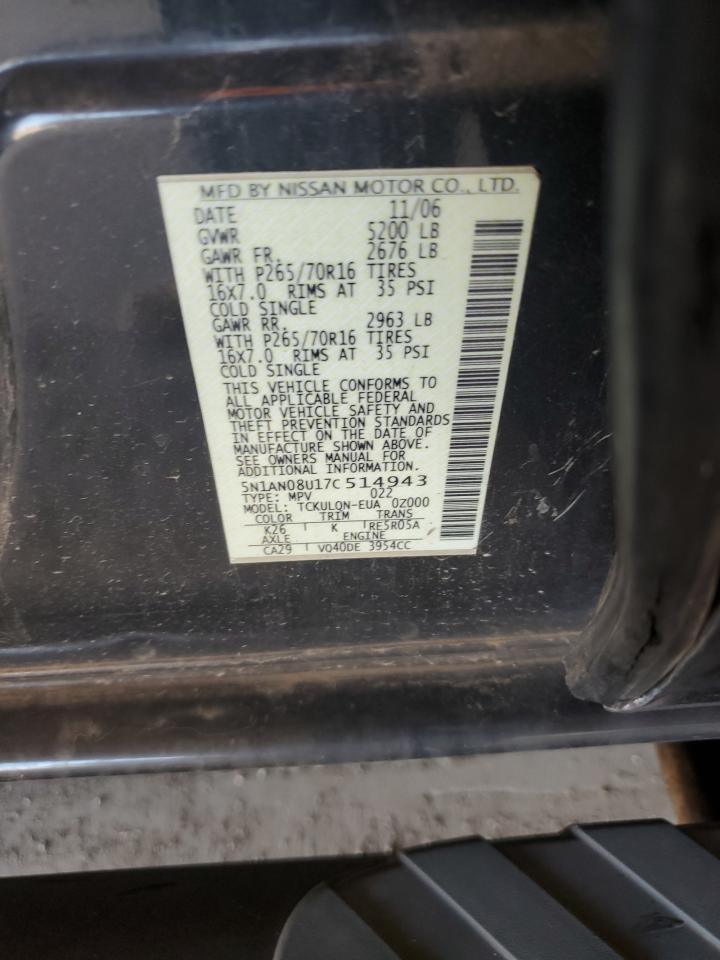 MFD BY NISSAN MOTOR CO., LTD.
DATE 11/06
GVWR 5200 LB
GAWR FR. 2676 LB
WITH P265/70R16 TIRES
16X7.0 RIMS AT 35 PSI
COLD SINGLE
GAWR RR. 2963 LB
WITH P265/70R16 TIRES
16X7.0 RIMS AT 35 PSI
COLD SINGLE
THIS VEHICLE CONFORMS TO
ALL APPLICABLE FEDERAL
MOTOR VEHICLE SAFETY AND
THEFT PREVENTION STANDARDS
IN EFFECT ON THE DATE OF
MANUFACTURE SHOWN ABOVE.
SEE OWNERS MANUAL FOR
ADDITIONAL INFORMATION.
5N1AN08U17C 514943
TYPE: MPV 022
MODEL: TCKULQN-EUA 0Z000
COLOR TRIM TRANS
K26 K RE5R05A
AXLE ENGINE
CA29 VQ40DE 3954CC